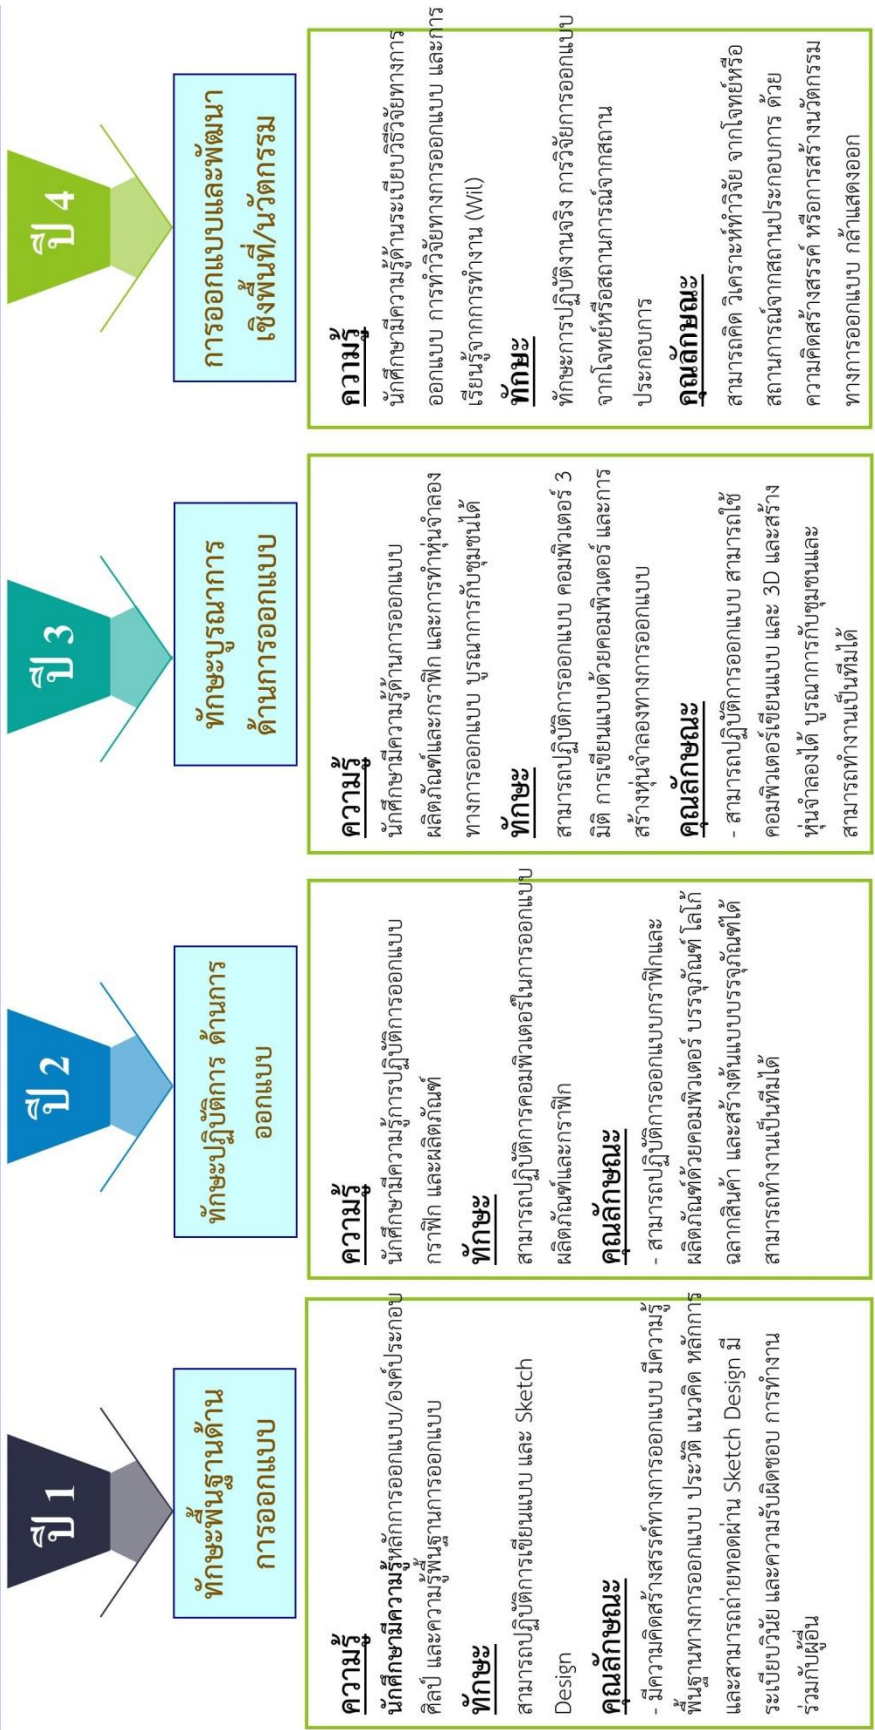 ปี 1
ทักษะพื้นฐานด้าน
การออกแบบ
ความรู้
นักศึกษามีความรู้หลักการออกแบบ/องค์ประกอบ
ศิลป์ และความรู้พื้นฐานการออกแบบ
ทักษะ
สามารถปฏิบัติการเขียนแบบ และ Sketch
Design
คุณลักษณะ
- มีความคิดสร้างสรรค์ทางการออกแบบ มีความรู้
พื้นฐานทางการออกแบบ ประวัติ แนวคิด หลักการ
และสามารถถ่ายทอดผ่าน Sketch Design มี
ระเบียบวินัย และความรับผิดชอบ การทำงาน
ร่วมกับผู้อื่น
ปี 2
ทักษะปฏิบัติการ ด้านการ
ออกแบบ
ความรู้
นักศึกษามีความรู้การปฏิบัติการออกแบบ
กราฟิก และผลิตภัณฑ์
ทักษะ
สามารถปฏิบัติการคอมพิวเตอร์ในการออกแบบ
ผลิตภัณฑ์และกราฟิก
คุณลักษณะ
- สามารถปฏิบัติการออกแบบกราฟิกและ
ผลิตภัณฑ์ด้วยคอมพิวเตอร์ บรรจุภัณฑ์ โลโก้
ฉลากสินค้า และสร้างต้นแบบบรรจุภัณฑ์ได้
สามารถทำงานเป็นทีมได้
ปี 3
ทักษะบูรณาการ
ด้านการออกแบบ
ความรู้
นักศึกษามีความรู้ด้านการออกแบบ
ผลิตภัณฑ์และกราฟิก และการทำหุ่นจำลอง
ทางการออกแบบ บูรณาการกับชุมชนได้
ทักษะ
สามารถปฏิบัติการออกแบบ คอมพิวเตอร์ 3
มิติ การเขียนแบบด้วยคอมพิวเตอร์ และการ
สร้างหุ่นจำลองทางการออกแบบ
คุณลักษณะ
- สามารถปฏิบัติการออกแบบ สามารถใช้
คอมพิวเตอร์เขียนแบบ และ 3D และสร้าง
หุ่นจำลองได้ บูรณาการกับชุมชนและ
สามารถทำงานเป็นทีมได้
ปี 4
การออกแบบและพัฒนา
เชิงพื้นที่/นวัตกรรม
ความรู้
นักศึกษามีความรู้ด้านระเบียบวิธีวิจัยทางการ
ออกแบบ การทำวิจัยทางการออกแบบ และการ
เรียนรู้จากการทำงาน (Wil)
ทักษะ
ทักษะการปฏิบัติงานจริง การวิจัยการออกแบบ
จากโจทย์หรือสถานการณ์จากสถาน
ประกอบการ
คุณลักษณะ
สามารถคิด วิเคราะห์ทำวิจัย จากโจทย์หรือ
สถานการณ์จากสถานประกอบการ ด้วย
ความคิดสร้างสรรค์ หรือการสร้างนวัตกรรม
ทางการออกแบบ กล้าแสดงออก